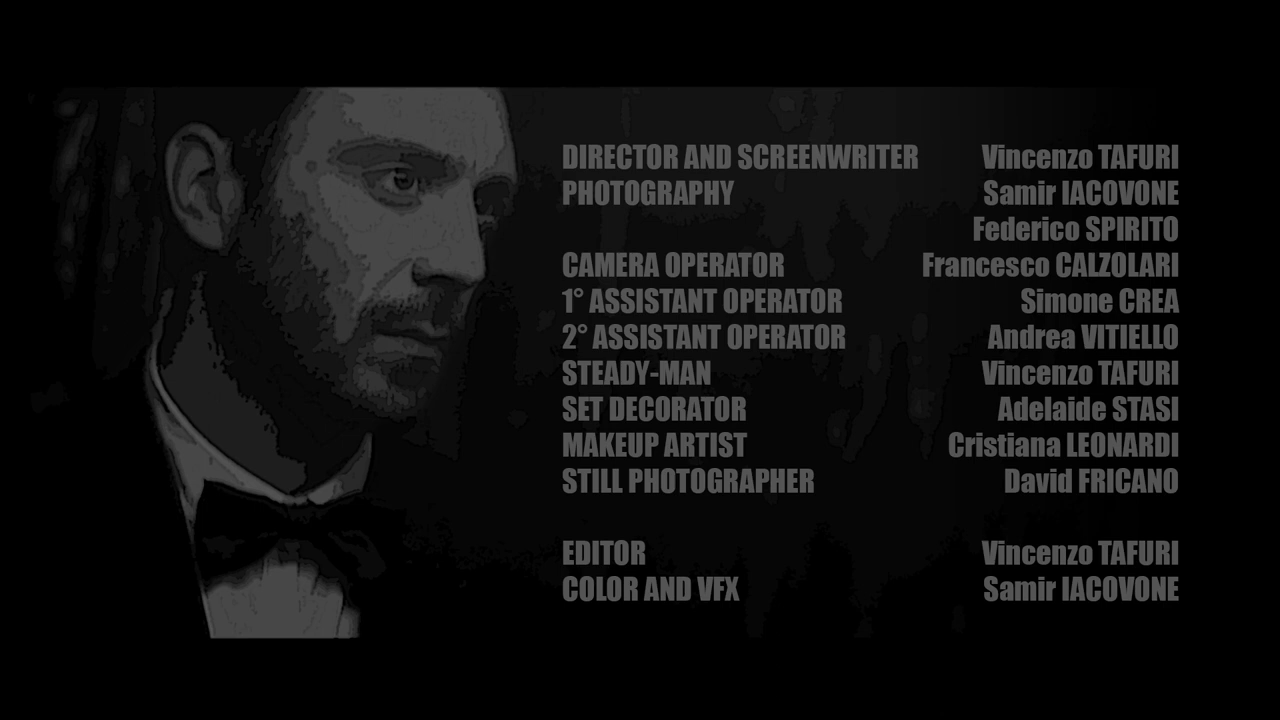 DIRECTOR AND SCREENWRITER Vincenzo TAFURI
PHOTOGRAPHY Samir IACOVONE
Federico SPIRITO
CAMERA OPERATOR Francesco CALZOLARI
1° ASSISTANT OPERATOR Simone CREA
2° ASSISTANT OPERATOR Andrea VITIELLO
STEADY-MAN Vincenzo TAFURI
SET DECORATOR Adelaide STASI
MAKEUP ARTIST Cristiana LEONARDI
STILL PHOTOGRAPHER David FRICANO
EDITOR Vincenzo TAFURI
COLOR AND VFX Samir IACOVONE